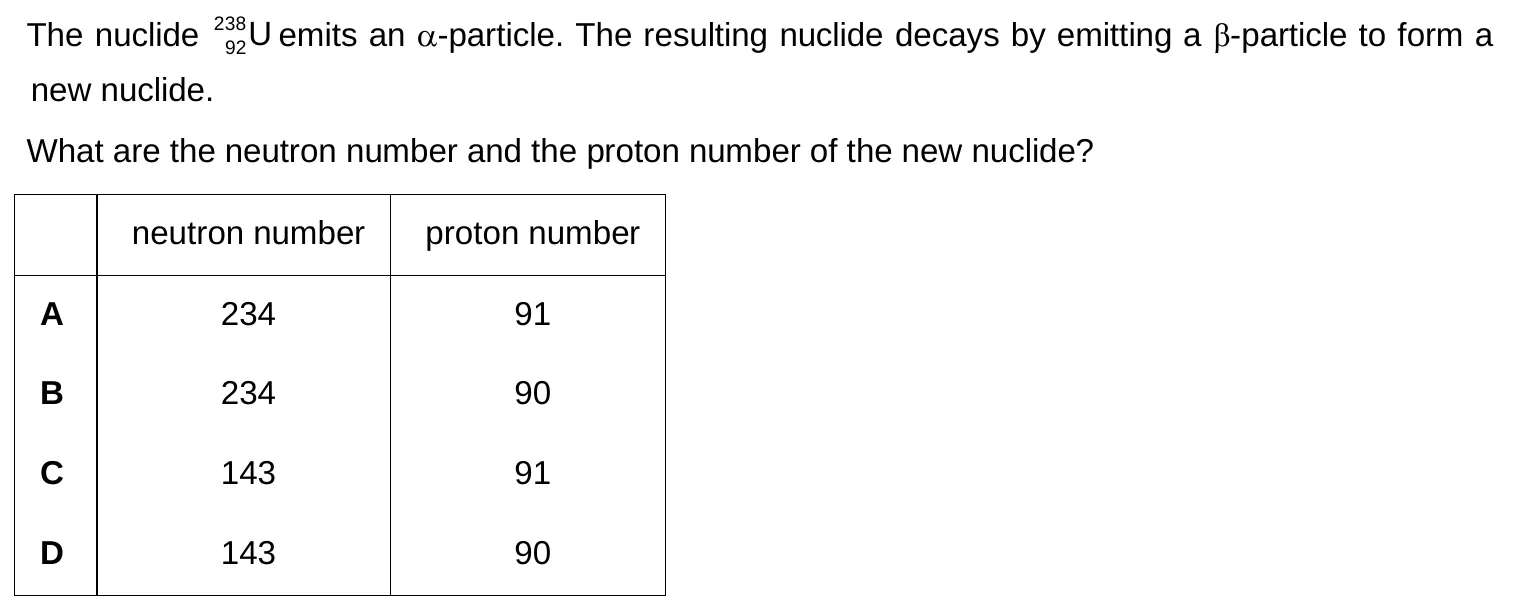 The nuclide ²³⁸₉₂U emits an α-particle. The resulting nuclide decays by emitting a β-particle to form a
new nuclide.
What are the neutron number and the proton number of the new nuclide?
neutron number proton number
A 234 91
B 234 90
C 143 91
D 143 90